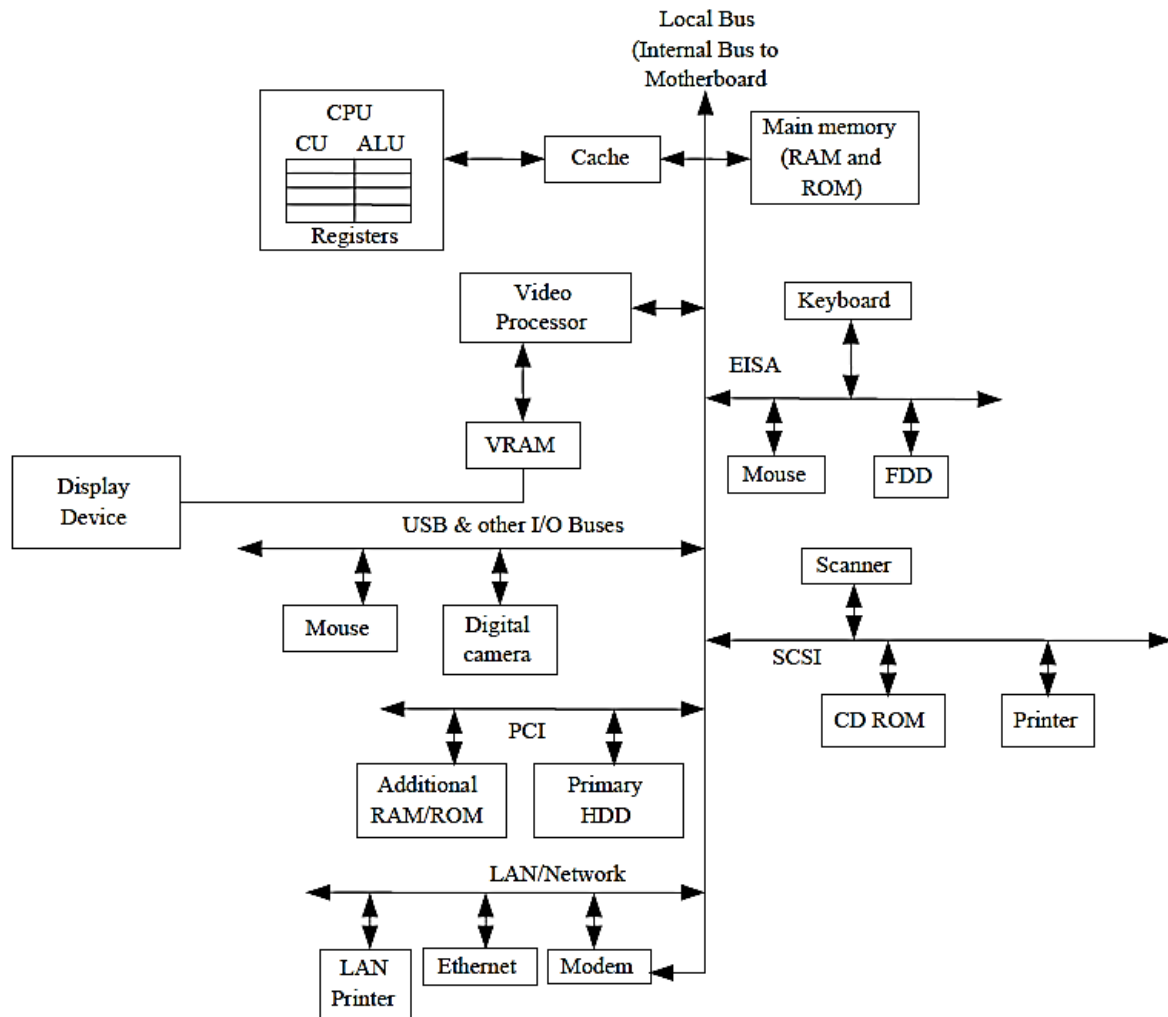 Local Bus
(Internal Bus to
Motherboard
CPU
CU ALU
Registers
Cache
Main memory
(RAM and
ROM)
Video
Processor
Keyboard
EISA
VRAM
Mouse
FDD
Display
Device
USB & other I/O Buses
Scanner
Mouse
Digital
camera
SCSI
CD ROM
Printer
PCI
Additional
RAM/ROM
Primary
HDD
LAN/Network
LAN
Printer
Ethernet
Modem